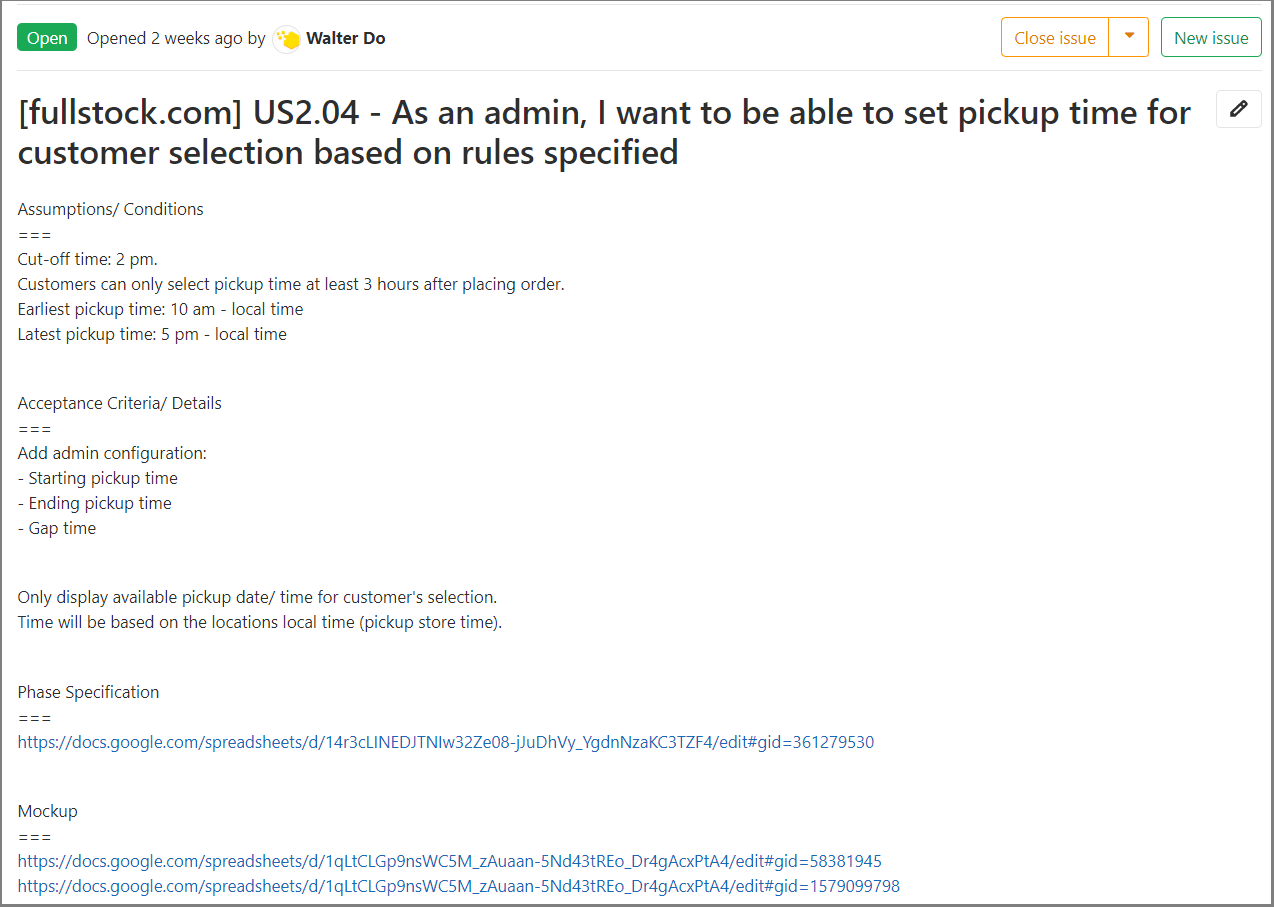 Open Opened 2 weeks ago by Walter Do Close issue New issue
[fullstock.com] US2.04 - As an admin, I want to be able to set pickup time for
customer selection based on rules specified
Assumptions/ Conditions
===
Cut-off time: 2 pm.
Customers can only select pickup time at least 3 hours after placing order.
Earliest pickup time: 10 am - local time
Latest pickup time: 5 pm - local time
Acceptance Criteria/ Details
===
Add admin configuration:
- Starting pickup time
- Ending pickup time
- Gap time
Only display available pickup date/ time for customer's selection.
Time will be based on the locations local time (pickup store time).
Phase Specification
===
https://docs.google.com/spreadsheets/d/14r3cLINEDJTNIw32Ze08-jJuDhVy_YgdnNzaKC3TZF4/edit#gid=361279530
Mockup
===
https://docs.google.com/spreadsheets/d/1qLtCLGp9nsWC5M_zAuaan-5Nd43tREo_Dr4gAcxPtA4/edit#gid=58381945
https://docs.google.com/spreadsheets/d/1qLtCLGp9nsWC5M_zAuaan-5Nd43tREo_Dr4gAcxPtA4/edit#gid=1579099798